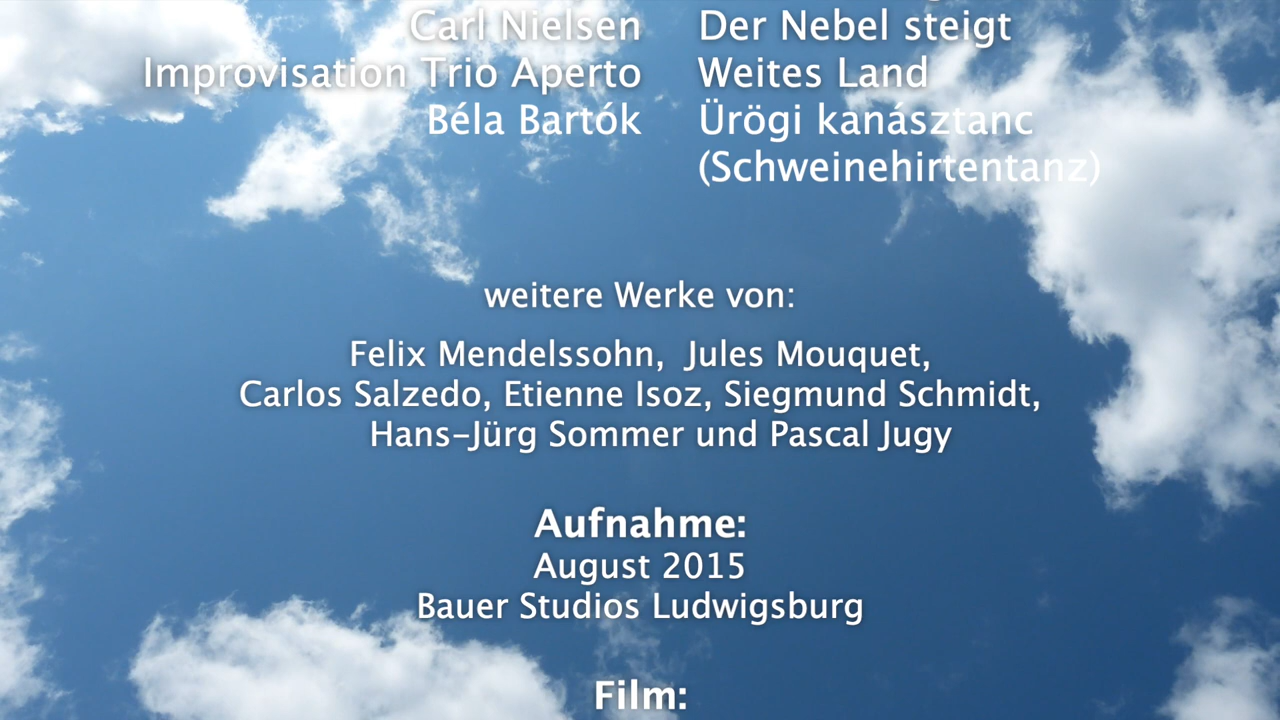 Carl Nielsen Der Nebel steigt
Improvisation Trio Aperto Weites Land
Béla Bartók Ürögi kanásztanc
(Schweinehirtentanz)
weitere Werke von:
Felix Mendelssohn, Jules Mouquet,
Carlos Salzedo, Etienne Isoz, Siegmund Schmidt,
Hans-Jürg Sommer und Pascal Jugy
Aufnahme:
August 2015
Bauer Studios Ludwigsburg
Film: